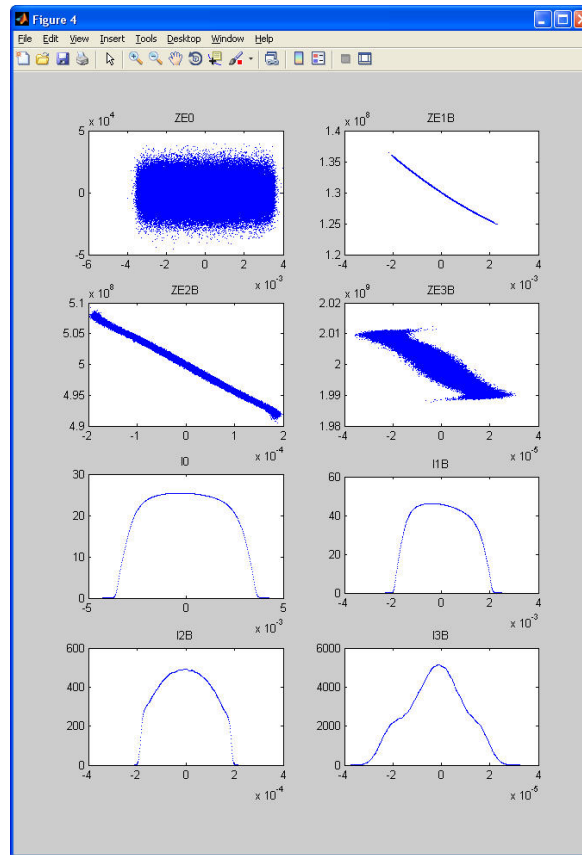 Figure 4
File Edit View Insert Tools Desktop Window Help
x 10^4 ZE0
5
0
-5
-6 -4 -2 0 2 4
x 10^-3
x 10^8 ZE1B
1.4
1.35
1.3
1.25
1.2
-4 -2 0 2 4
x 10^-3
x 10^8 ZE2B
5.1
5.05
5
4.95
4.9
-2 -1 0 1 2
x 10^-4
x 10^9 ZE3B
2.02
2.01
2
1.99
1.98
-4 -2 0 2 4
x 10^-5
I0
30
20
10
0
-5 0 5
x 10^-3
I1B
60
40
20
0
-4 -2 0 2 4
x 10^-3
I2B
600
400
200
0
-4 -2 0 2 4
x 10^-4
I3B
6000
4000
2000
0
-4 -2 0 2 4
x 10^-5